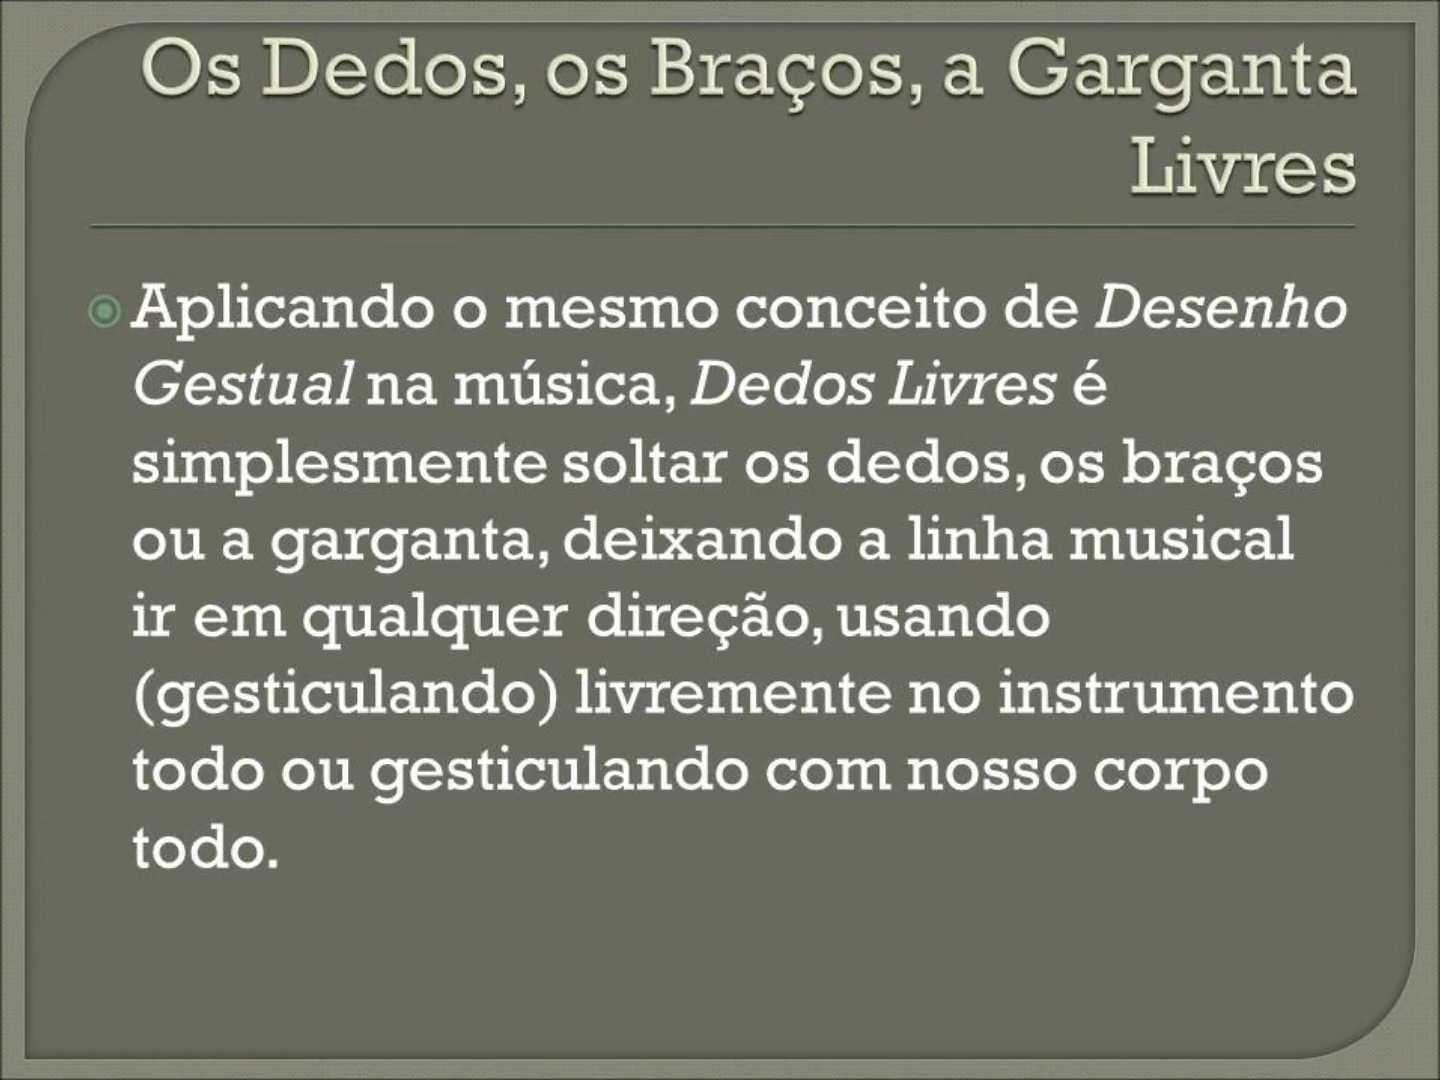 Os Dedos, os Braços, a Garganta
Livres
Aplicando o mesmo conceito de Desenho
Gestual na música, Dedos Livres é
simplesmente soltar os dedos, os braços
ou a garganta, deixando a linha musical
ir em qualquer direção, usando
(gesticulando) livremente no instrumento
todo ou gesticulando com nosso corpo
todo.